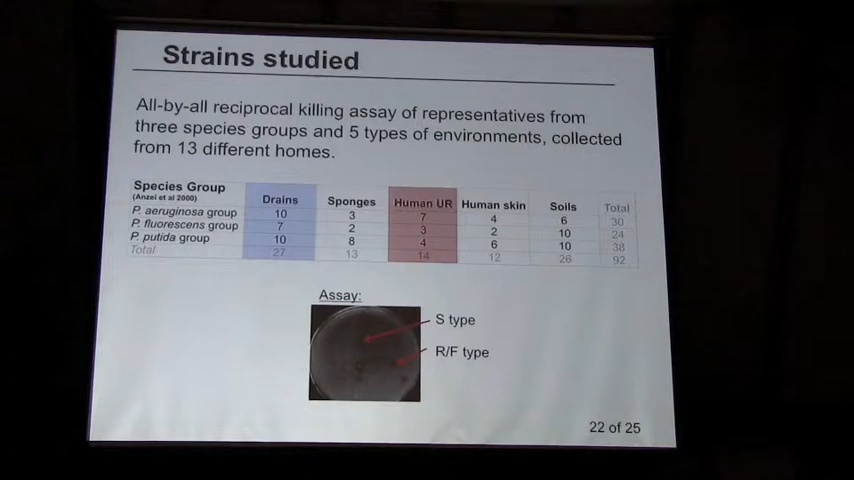 Strains studied
All-by-all reciprocal killing assay of representatives from
three species groups and 5 types of environments, collected
from 13 different homes.
Species Group
(Anzei et al 2000) Drains Sponges Human UR Human skin Soils Total
P. aeruginosa group 10 3 7 4 6 30
P. fluorescens group 7 2 3 2 10 24
P. putida group 10 8 4 6 10 38
Total 27 13 14 12 26 92
Assay:
S type
R/F type
22 of 25